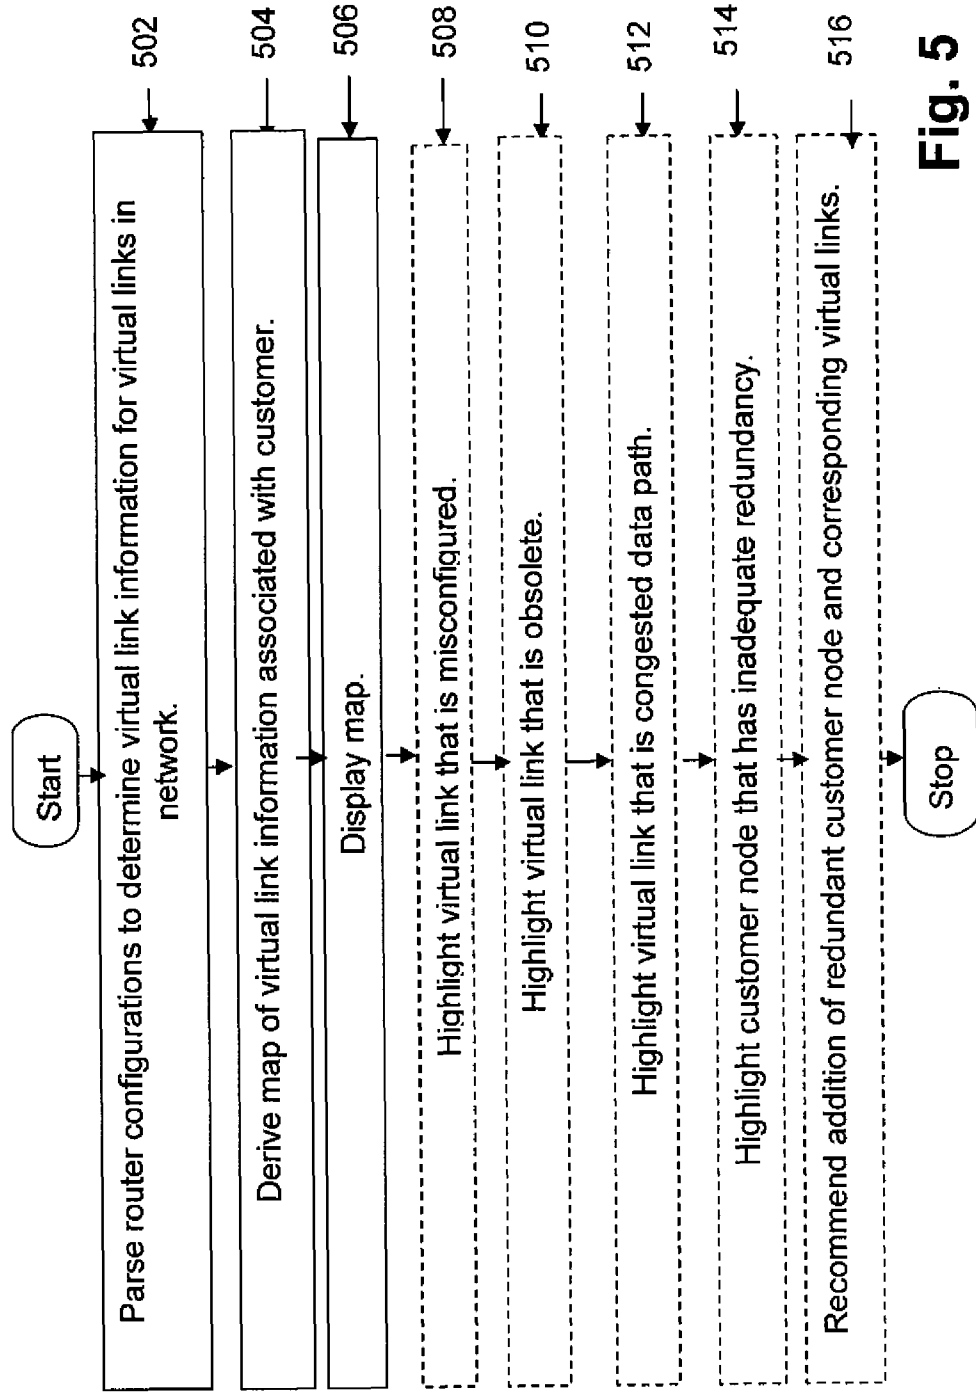 Start
Parse router configurations to determine virtual link information for virtual links in
network.
502
Derive map of virtual link information associated with customer.
504
Display map.
506
Highlight virtual link that is misconfigured.
508
Highlight virtual link that is obsolete.
510
Highlight virtual link that is congested data path.
512
Highlight customer node that has inadequate redundancy.
514
Recommend addition of redundant customer node and corresponding virtual links.
516
Stop
Fig. 5